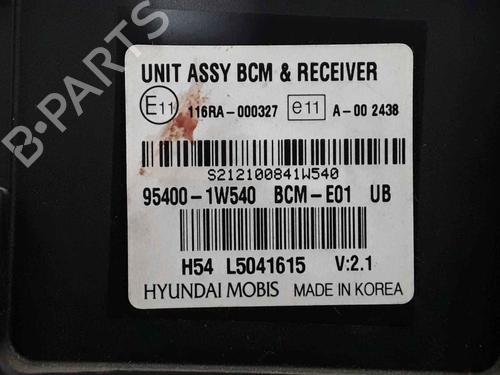 B-PARTS
UNIT ASSY BCM & RECEIVER
E11 116RA-000327 e11 A-00 2438
S212100841W540
95400-1W540 BCM-E01 UB
H54 L5041615 V:2.1
HYUNDAI MOBIS MADE IN KOREA